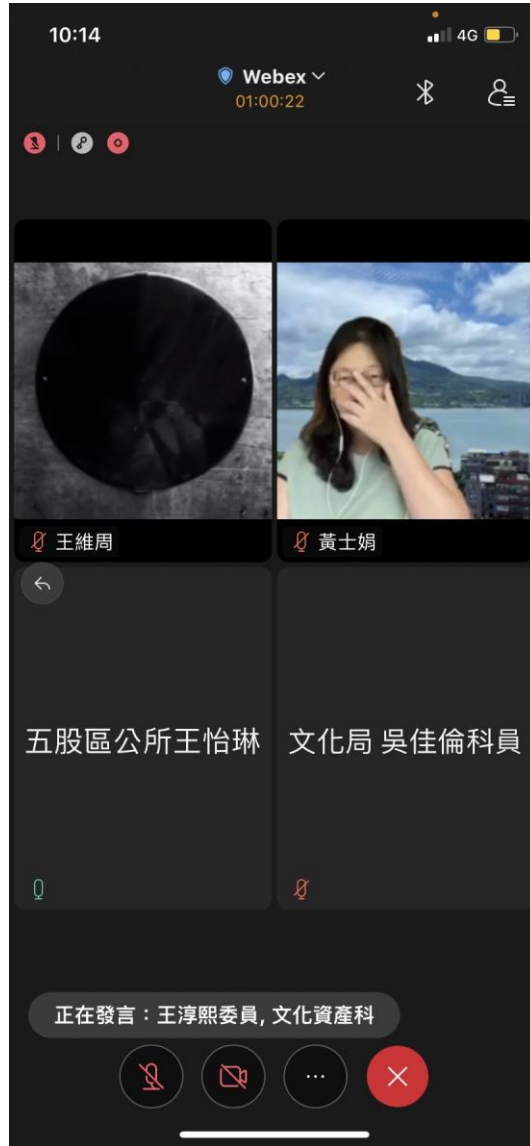 10:14
4G
Webex
01:00:22
王維周
黃士娟
五股區公所王怡琳
文化局 吳佳倫科員
正在發言：王淳熙委員, 文化資產科